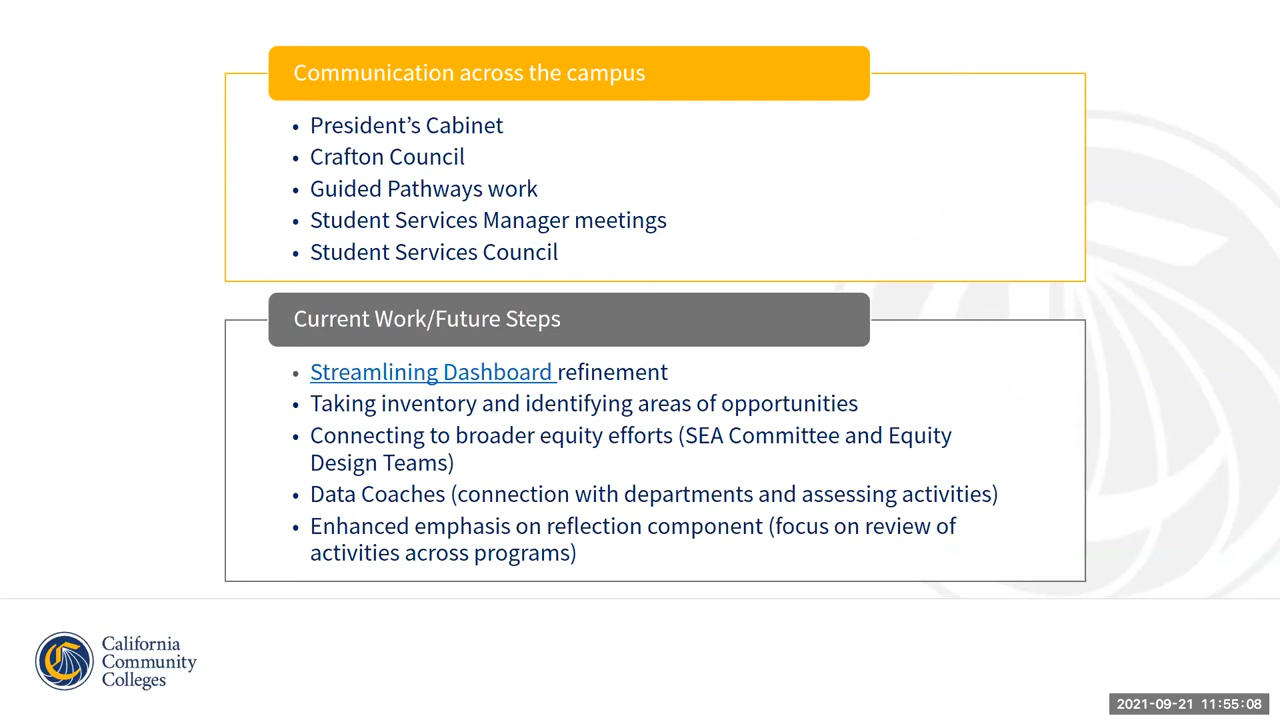 Communication across the campus
• President’s Cabinet
• Crafton Council
• Guided Pathways work
• Student Services Manager meetings
• Student Services Council
Current Work/Future Steps
• Streamlining Dashboard refinement
• Taking inventory and identifying areas of opportunities
• Connecting to broader equity efforts (SEA Committee and Equity
Design Teams)
• Data Coaches (connection with departments and assessing activities)
• Enhanced emphasis on reflection component (focus on review of
activities across programs)
California
Community
Colleges
2021-09-21 11:55:08